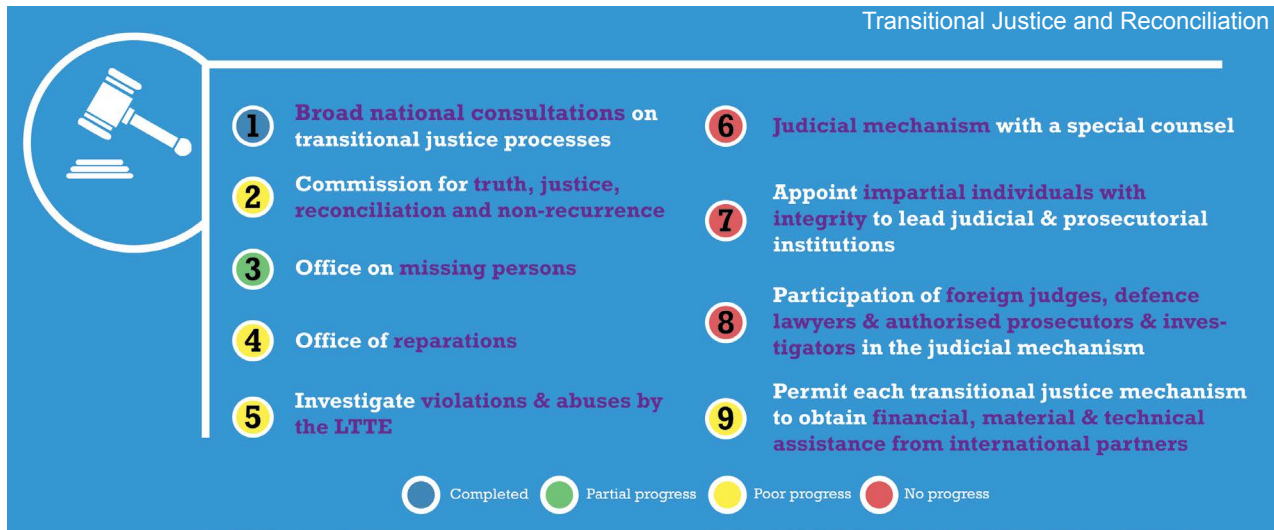 Transitional Justice and Reconciliation
1 Broad national consultations on
transitional justice processes
2 Commission for truth, justice,
reconciliation and non-recurrence
3 Office on missing persons
4 Office of reparations
5 Investigate violations & abuses by
the LTTE
6 Judicial mechanism with a special counsel
7 Appoint impartial individuals with
integrity to lead judicial & prosecutorial
institutions
8 Participation of foreign judges, defence
lawyers & authorised prosecutors & inves-
tigators in the judicial mechanism
9 Permit each transitional justice mechanism
to obtain financial, material & technical
assistance from international partners
Completed Partial progress Poor progress No progress